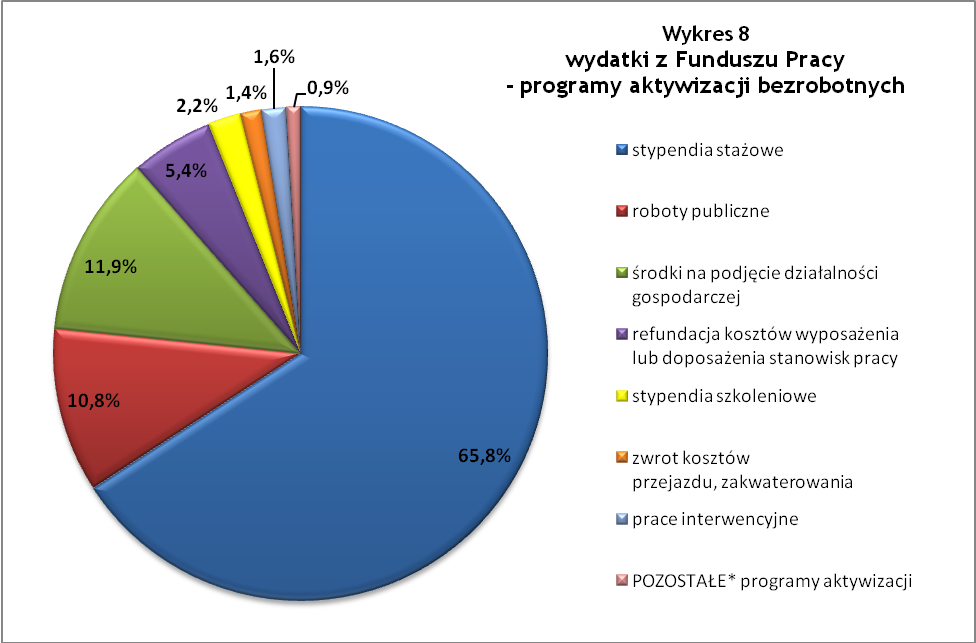 Wykres 8
wydatki z Funduszu Pracy
- programy aktywizacji bezrobotnych
1,6%
0,9%
1,4%
2,2%
5,4%
11,9%
10,8%
65,8%
stypendia stażowe
roboty publiczne
środki na podjęcie działalności
gospodarczej
refundacja kosztów wyposażenia
lub doposażenia stanowisk pracy
stypendia szkoleniowe
zwrot kosztów
przejazdu, zakwaterowania
prace interwencyjne
POZOSTAŁE* programy aktywizacji